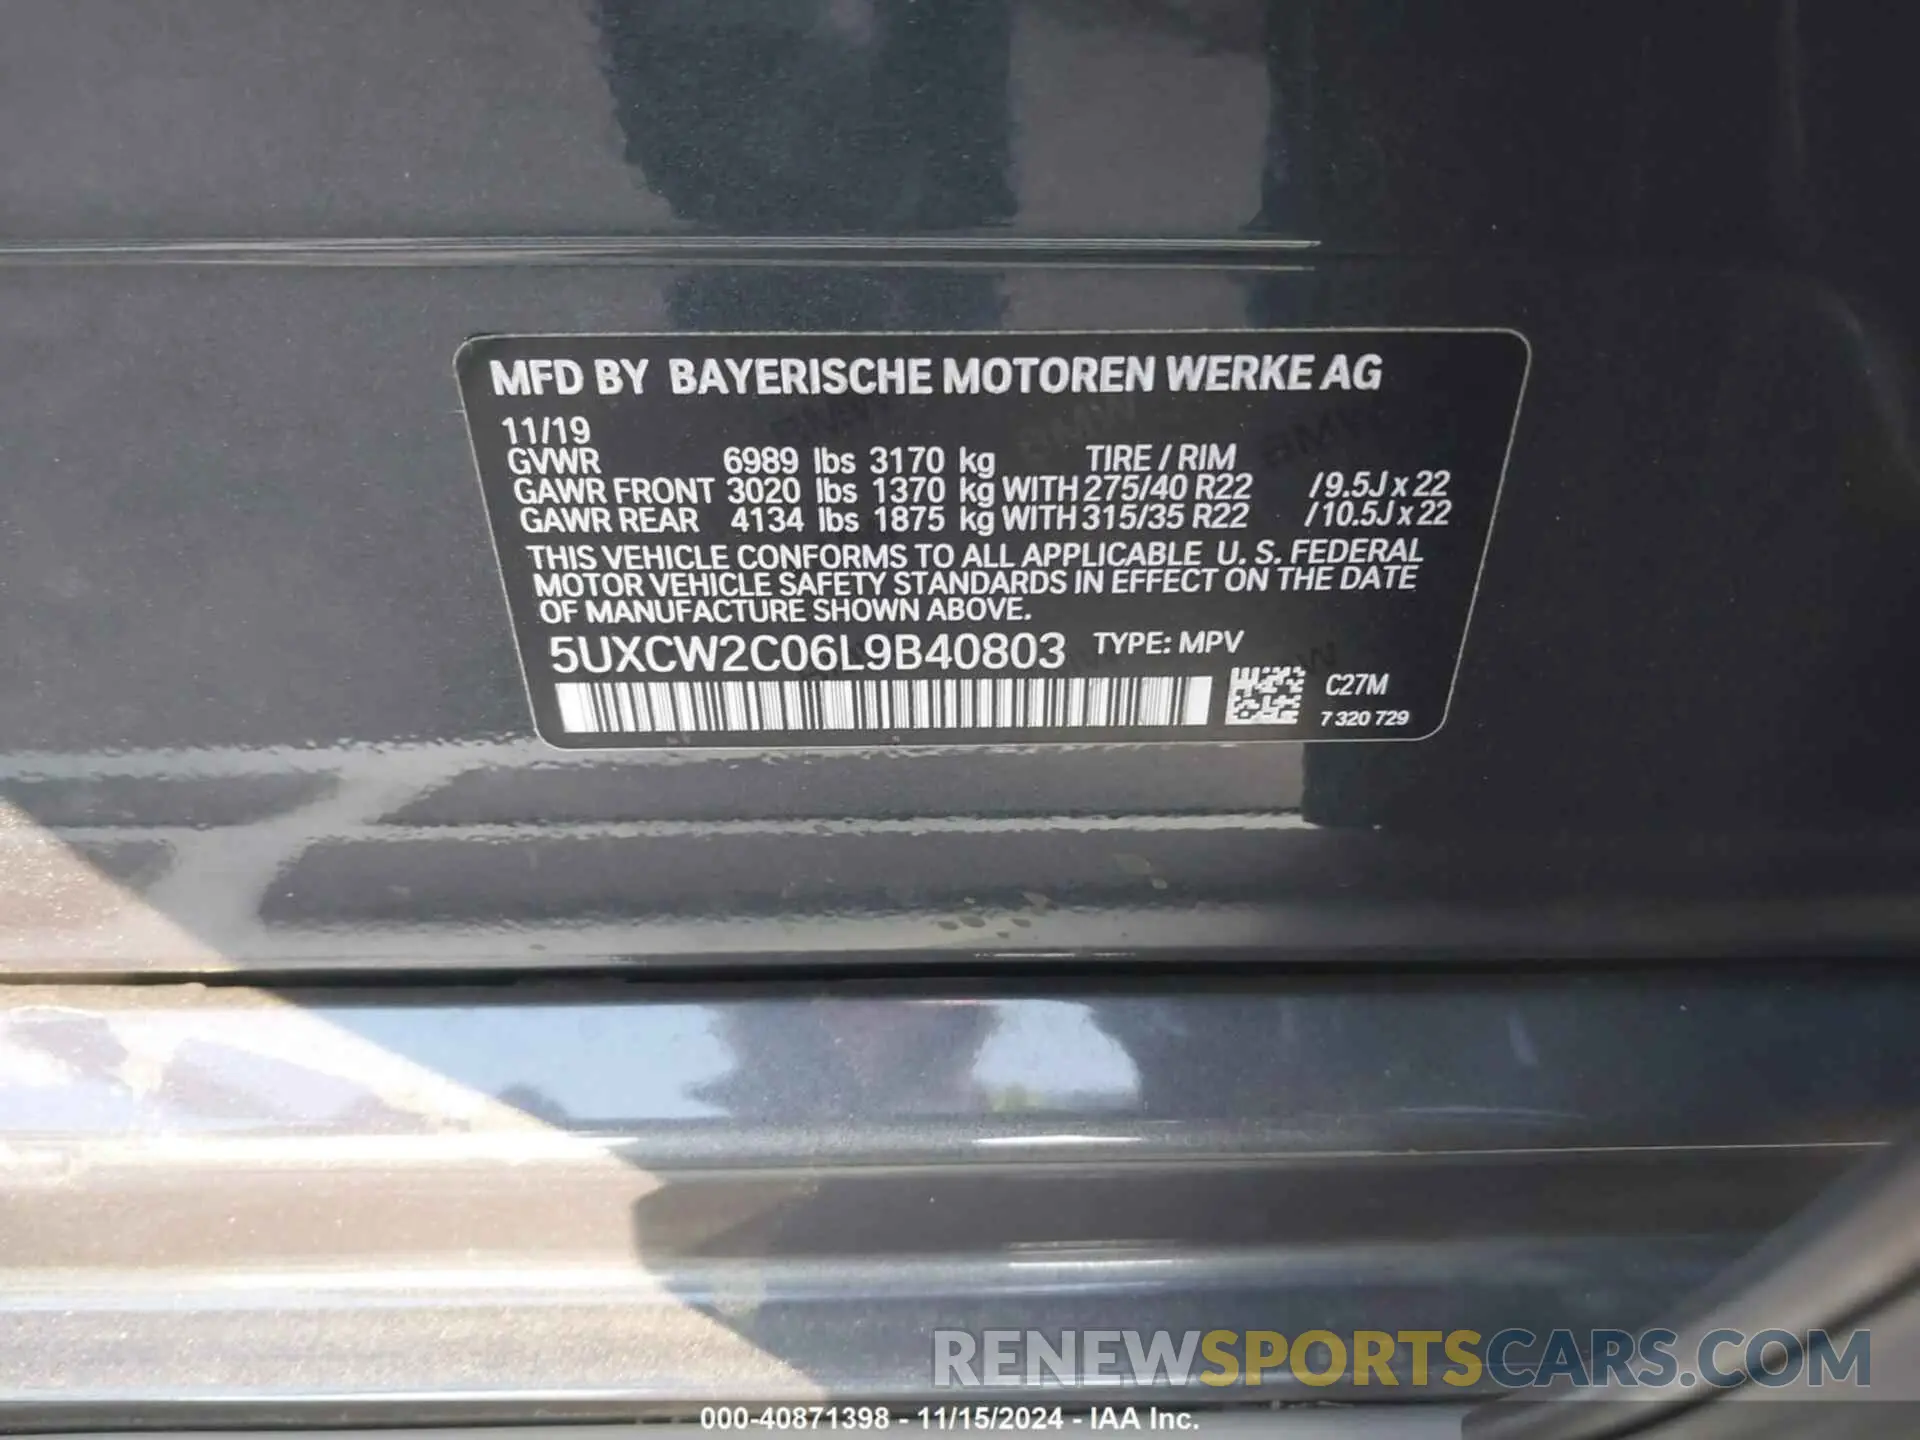 MFD BY BAYERISCHE MOTOREN WERKE AG
11/19
GVWR 6989 lbs 3170 kg TIRE / RIM
GAWR FRONT 3020 lbs 1370 kg WITH 275/40 R22 / 9.5J x 22
GAWR REAR 4134 lbs 1875 kg WITH 315/35 R22 / 10.5J x 22
THIS VEHICLE CONFORMS TO ALL APPLICABLE U. S. FEDERAL
MOTOR VEHICLE SAFETY STANDARDS IN EFFECT ON THE DATE
OF MANUFACTURE SHOWN ABOVE.
5UXCW2C06L9B40803 TYPE: MPV
C27M
7 320 729
RENEWSPORTSCARS.COM
000-40871398 - 11/15/2024 - IAA Inc.